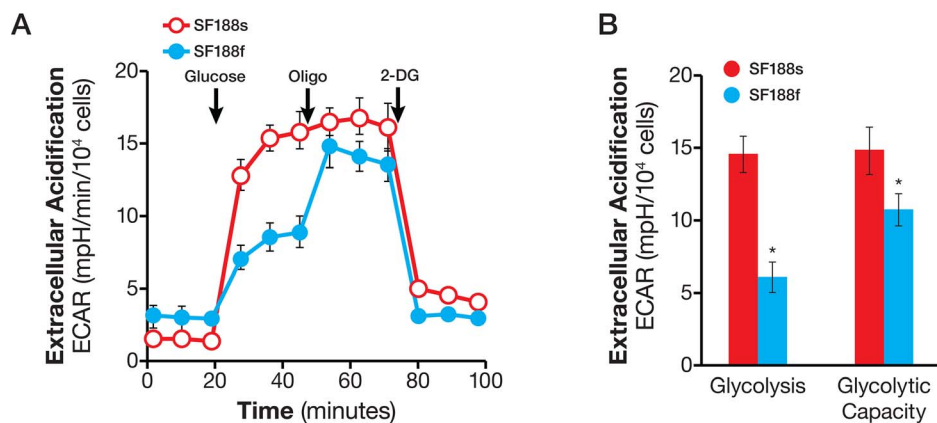 A
SF188s
SF188f
Glucose
Oligo
2-DG
20
15
10
5
0
Extracellular Acidification
ECAR (mpH/min/10⁴ cells)
0
20
40
60
80
100
Time (minutes)
B
SF188s
SF188f
20
15
10
5
0
Extracellular Acidification
ECAR (mpH/10⁴ cells)
*
*
Glycolysis
Glycolytic
Capacity